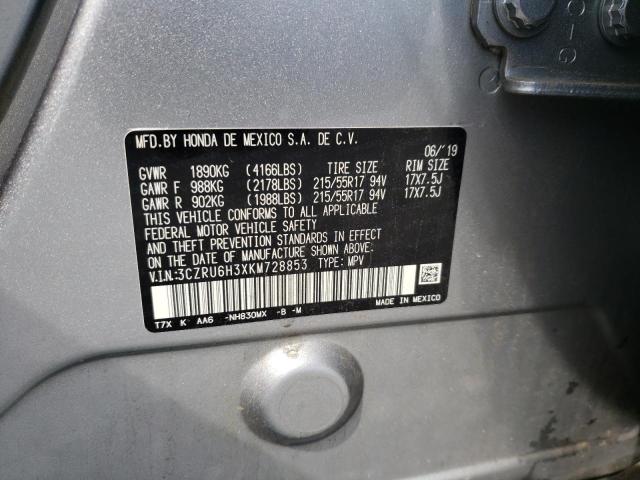 MFD.BY HONDA DE MEXICO S.A. DE C.V.
06/'19
GVWR 1890KG (4166LBS) TIRE SIZE RIM SIZE
GAWR F 988KG (2178LBS) 215/55R17 94V 17X7.5J
GAWR R 902KG (1988LBS) 215/55R17 94V 17X7.5J
THIS VEHICLE CONFORMS TO ALL APPLICABLE
FEDERAL MOTOR VEHICLE SAFETY
AND THEFT PREVENTION STANDARDS IN EFFECT
ON THE DATE OF MANUFACTURE SHOWN ABOVE.
V.I.N:3CZRU6H3XKM728853 TYPE: MPV
MADE IN MEXICO
T7X K AA6 -NH830MX -B -M